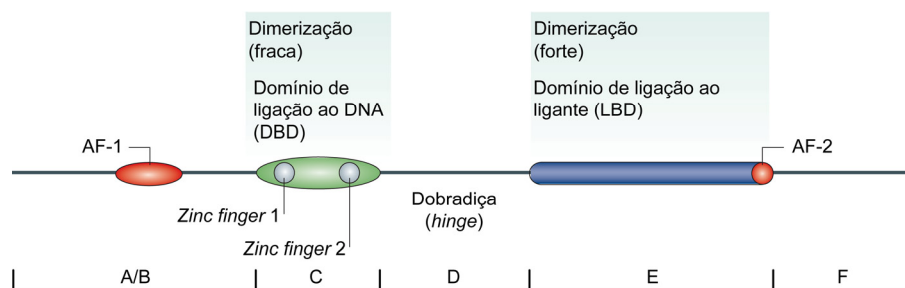 Dimerização
(fraca)
Domínio de
ligação ao DNA
(DBD)
Dimerização
(forte)
Domínio de ligação ao
ligante (LBD)
AF-1
AF-2
Zinc finger 1
Zinc finger 2
Dobradiça
(hinge)
A/B
C
D
E
F